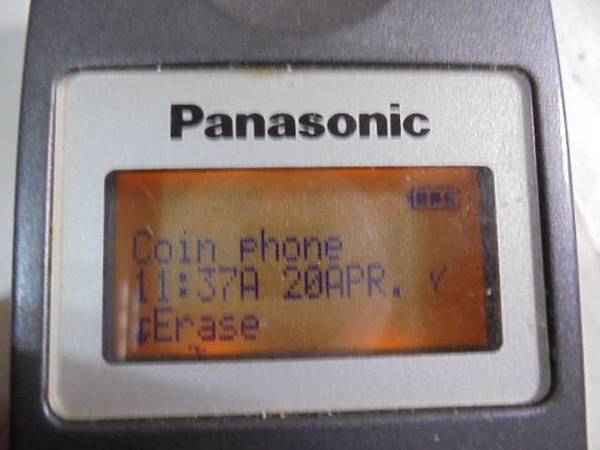 Panasonic
Coin phone
11:37A 20APR. ✓
Erase